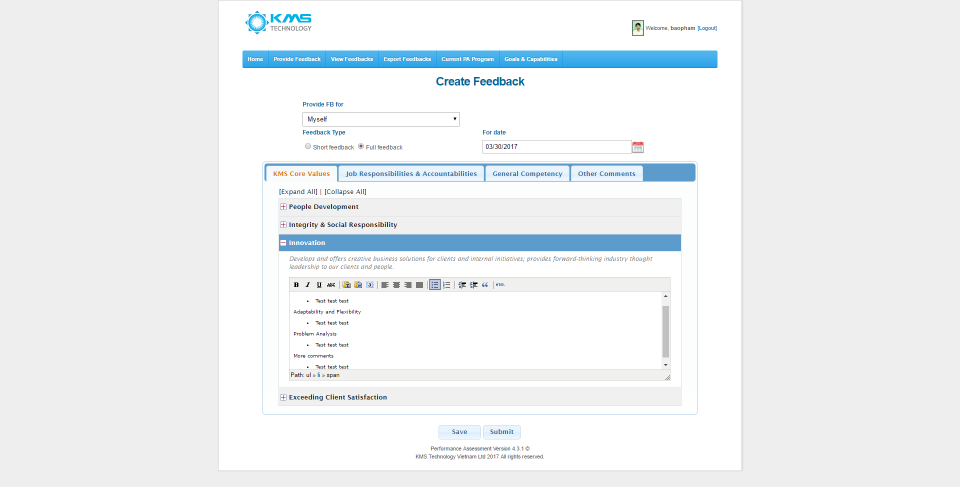 KMS
TECHNOLOGY
Welcome, baopham [Logout]
Home Provide Feedback View Feedbacks Export Feedbacks Current PA Program Goals & Capabilities
Create Feedback
Provide FB for
Myself
Feedback Type For date
Short feedback Full feedback 03/30/2017
KMS Core Values Job Responsibilities & Accountabilities General Competency Other Comments
[Expand All] | [Collapse All]
People Development
Integrity & Social Responsibility
Innovation
Develops and offers creative business solutions for clients and internal initiatives; provides forward-thinking industry thought
leadership to our clients and people.
B I U ABC HTML
• Test test test
Adaptability and Flexibility
• Test test test
Problem Analysis
• Test test test
More comments
• Test test test
Path: ul » li » span
Exceeding Client Satisfaction
Save Submit
Performance Assessment Version 4.3.1 ©
KMS Technology Vietnam Ltd 2017 All rights reserved.